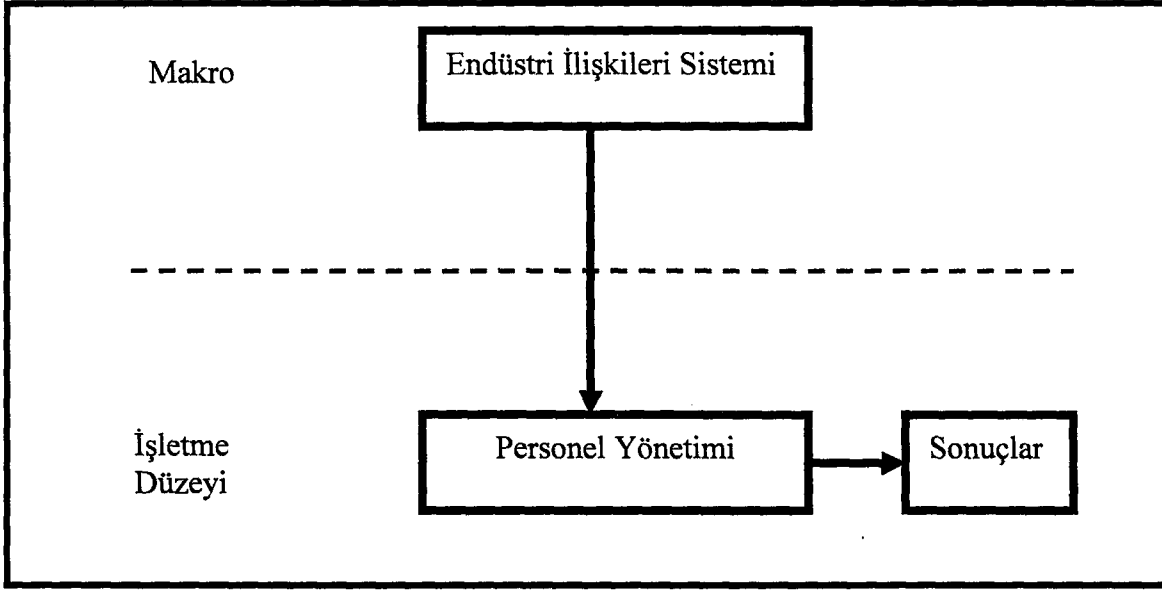 Makro
Endüstri İlişkileri Sistemi
İşletme
Düzeyi
Personel Yönetimi
Sonuçlar